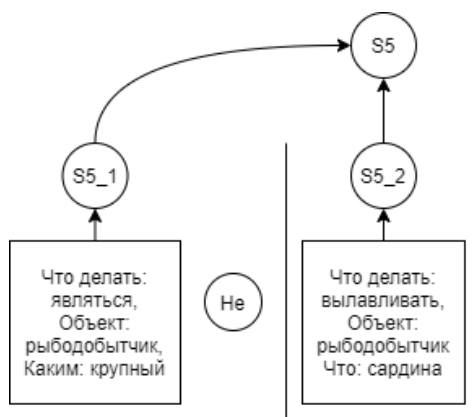 S5
S5_1
S5_2
Что делать:
являться,
Объект:
рыбодобытчик,
Каким: крупный
Не
Что делать:
вылавливать,
Объект:
рыбодобытчик
Что: сардина